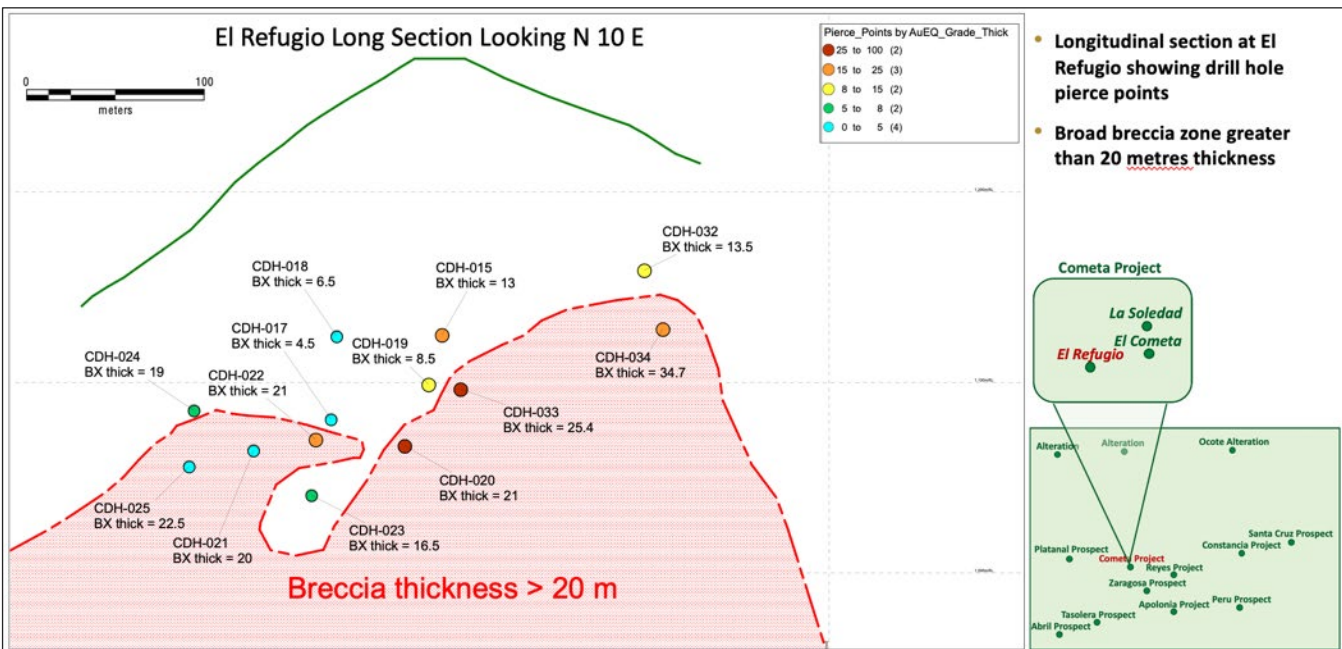 El Refugio Long Section Looking N 10 E
0
100
meters
Pierce_Points by AuEQ_Grade_Thick
25 to 100 (2)
15 to 25 (3)
8 to 15 (2)
5 to 8 (2)
0 to 5 (4)
CDH-032
BX thick = 13.5
CDH-018
BX thick = 6.5
CDH-015
BX thick = 13
CDH-017
BX thick = 4.5
CDH-019
BX thick = 8.5
CDH-024
BX thick = 19
CDH-022
BX thick = 21
CDH-034
BX thick = 34.7
CDH-033
BX thick = 25.4
CDH-020
BX thick = 21
CDH-025
BX thick = 22.5
CDH-021
BX thick = 20
CDH-023
BX thick = 16.5
Breccia thickness > 20 m
• Longitudinal section at El
Refugio showing drill hole
pierce points
• Broad breccia zone greater
than 20 metres thickness
Cometa Project
La Soledad
El Cometa
El Refugio
Alteration
Alteration
Ocote Alteration
Santa Cruz Prospect
Constancia Project
Platanal Prospect
Cometa Project
Reyes Project
Zaragosa Prospect
Apolonia Project
Peru Prospect
Tasolera Prospect
Abril Prospect